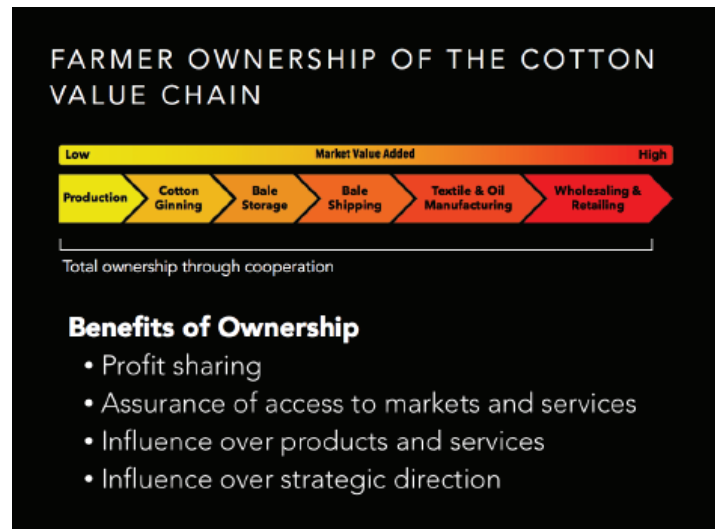 FARMER OWNERSHIP OF THE COTTON
VALUE CHAIN
Low Market Value Added High
Production Cotton Ginning Bale Storage Bale Shipping Textile & Oil Manufacturing Wholesaling & Retailing
Total ownership through cooperation
Benefits of Ownership
• Profit sharing
• Assurance of access to markets and services
• Influence over products and services
• Influence over strategic direction